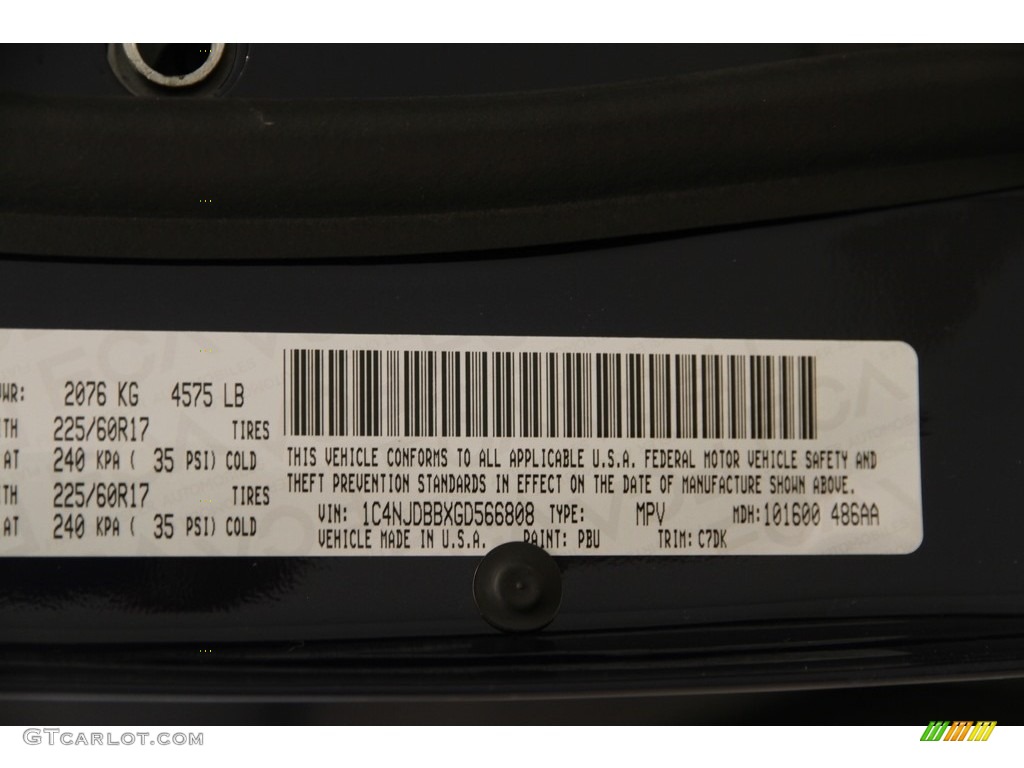 2076 KG 4575 LB
225/60R17 TIRES
AT 240 KPA ( 35 PSI) COLD
225/60R17 TIRES
AT 240 KPA ( 35 PSI) COLD
THIS VEHICLE CONFORMS TO ALL APPLICABLE U.S.A. FEDERAL MOTOR VEHICLE SAFETY AND
THEFT PREVENTION STANDARDS IN EFFECT ON THE DATE OF MANUFACTURE SHOWN ABOVE.
VIN: 1C4NJDBBXGD566808 TYPE: MPV MDH:101600 486AA
VEHICLE MADE IN U.S.A. PAINT: PBU TRIM: C7DK
GTCARLOT.COM